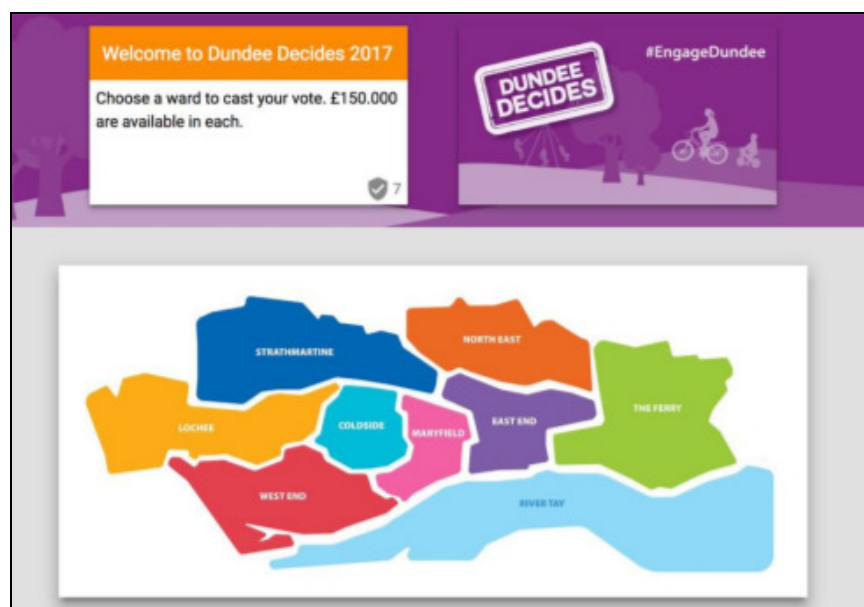 Welcome to Dundee Decides 2017
Choose a ward to cast your vote. £150.000
are available in each.
7
#EngageDundee
DUNDEE
DECIDES
STRATHMARTINE
NORTH EAST
THE FERRY
LOCHEE
COLDSIDE
MARYFIELD
EAST END
WEST END
RIVER TAY